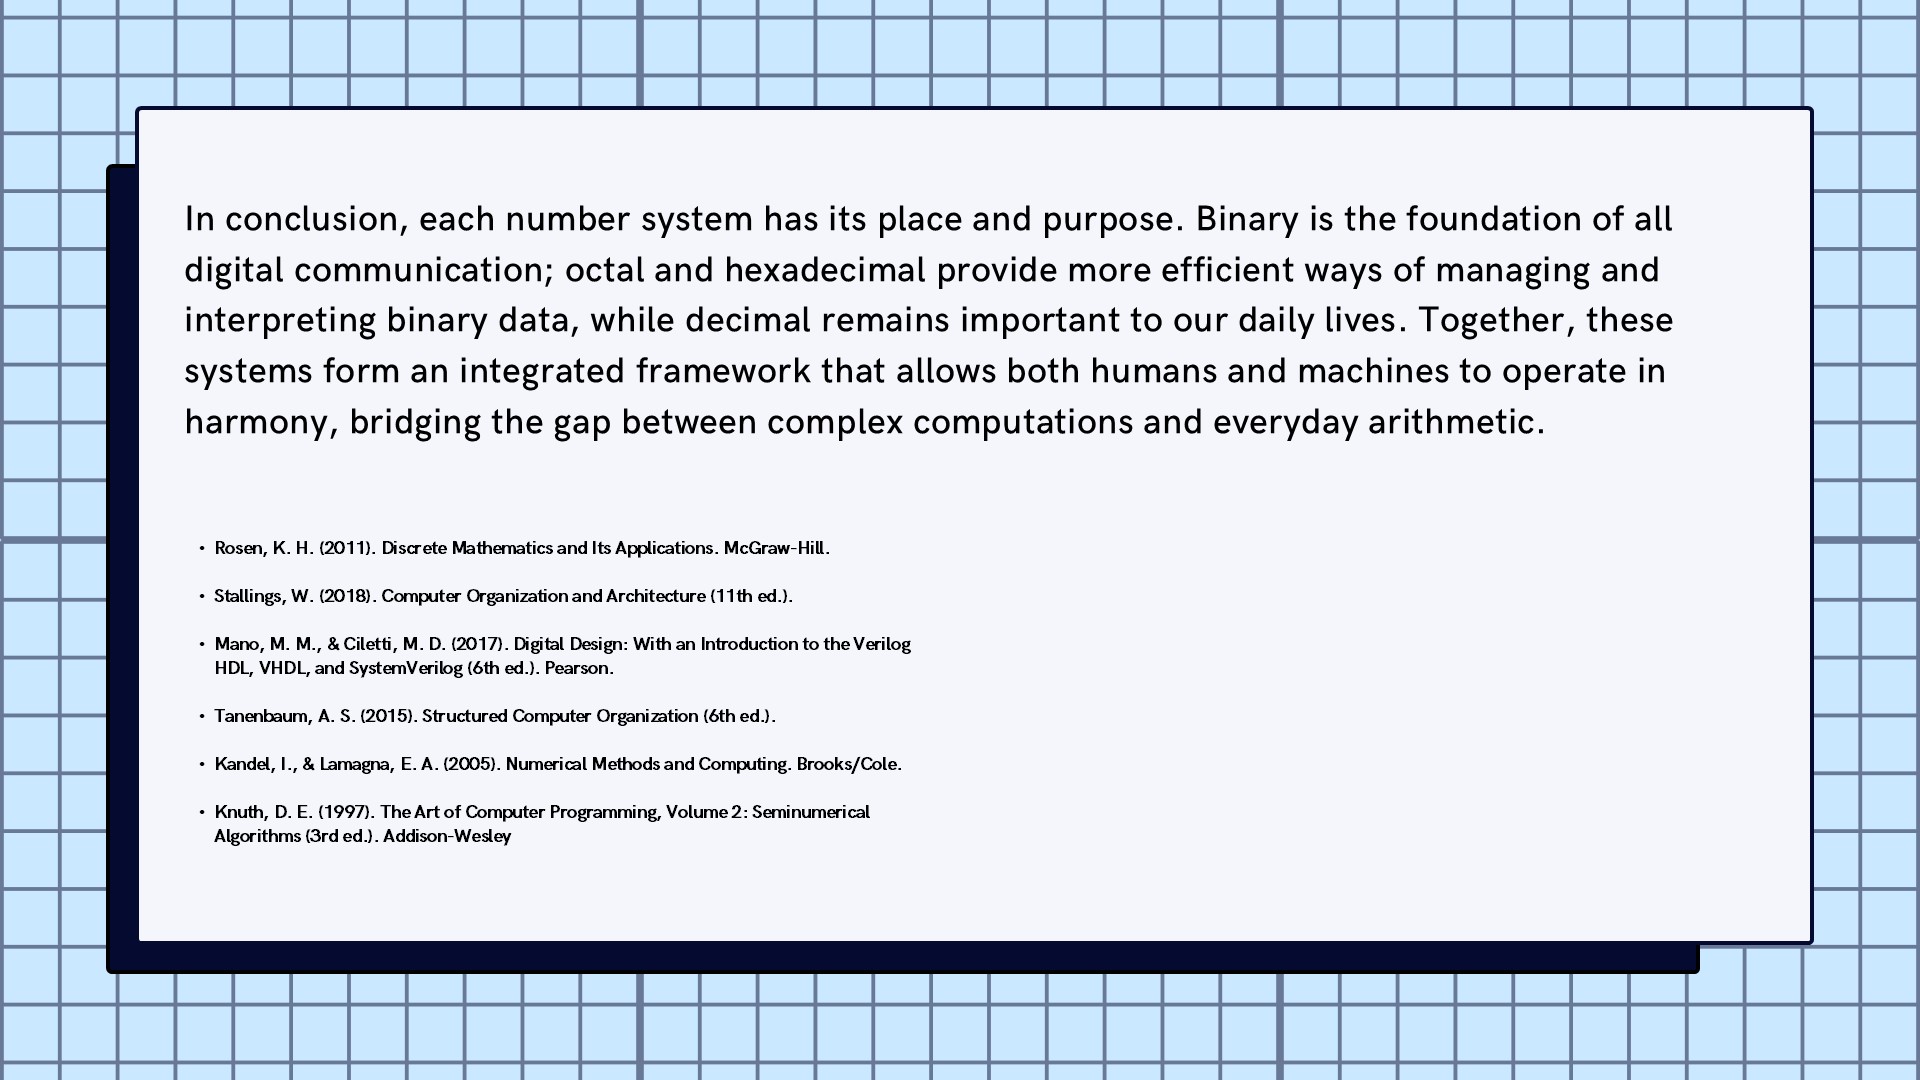 In conclusion, each number system has its place and purpose. Binary is the foundation of all
digital communication; octal and hexadecimal provide more efficient ways of managing and
interpreting binary data, while decimal remains important to our daily lives. Together, these
systems form an integrated framework that allows both humans and machines to operate in
harmony, bridging the gap between complex computations and everyday arithmetic.
• Rosen, K. H. (2011). Discrete Mathematics and Its Applications. McGraw-Hill.
• Stallings, W. (2018). Computer Organization and Architecture (11th ed.).
• Mano, M. M., & Ciletti, M. D. (2017). Digital Design: With an Introduction to the Verilog
HDL, VHDL, and SystemVerilog (6th ed.). Pearson.
• Tanenbaum, A. S. (2015). Structured Computer Organization (6th ed.).
• Kandel, I., & Lamagna, E. A. (2005). Numerical Methods and Computing. Brooks/Cole.
• Knuth, D. E. (1997). The Art of Computer Programming, Volume 2: Seminumerical
Algorithms (3rd ed.). Addison-Wesley